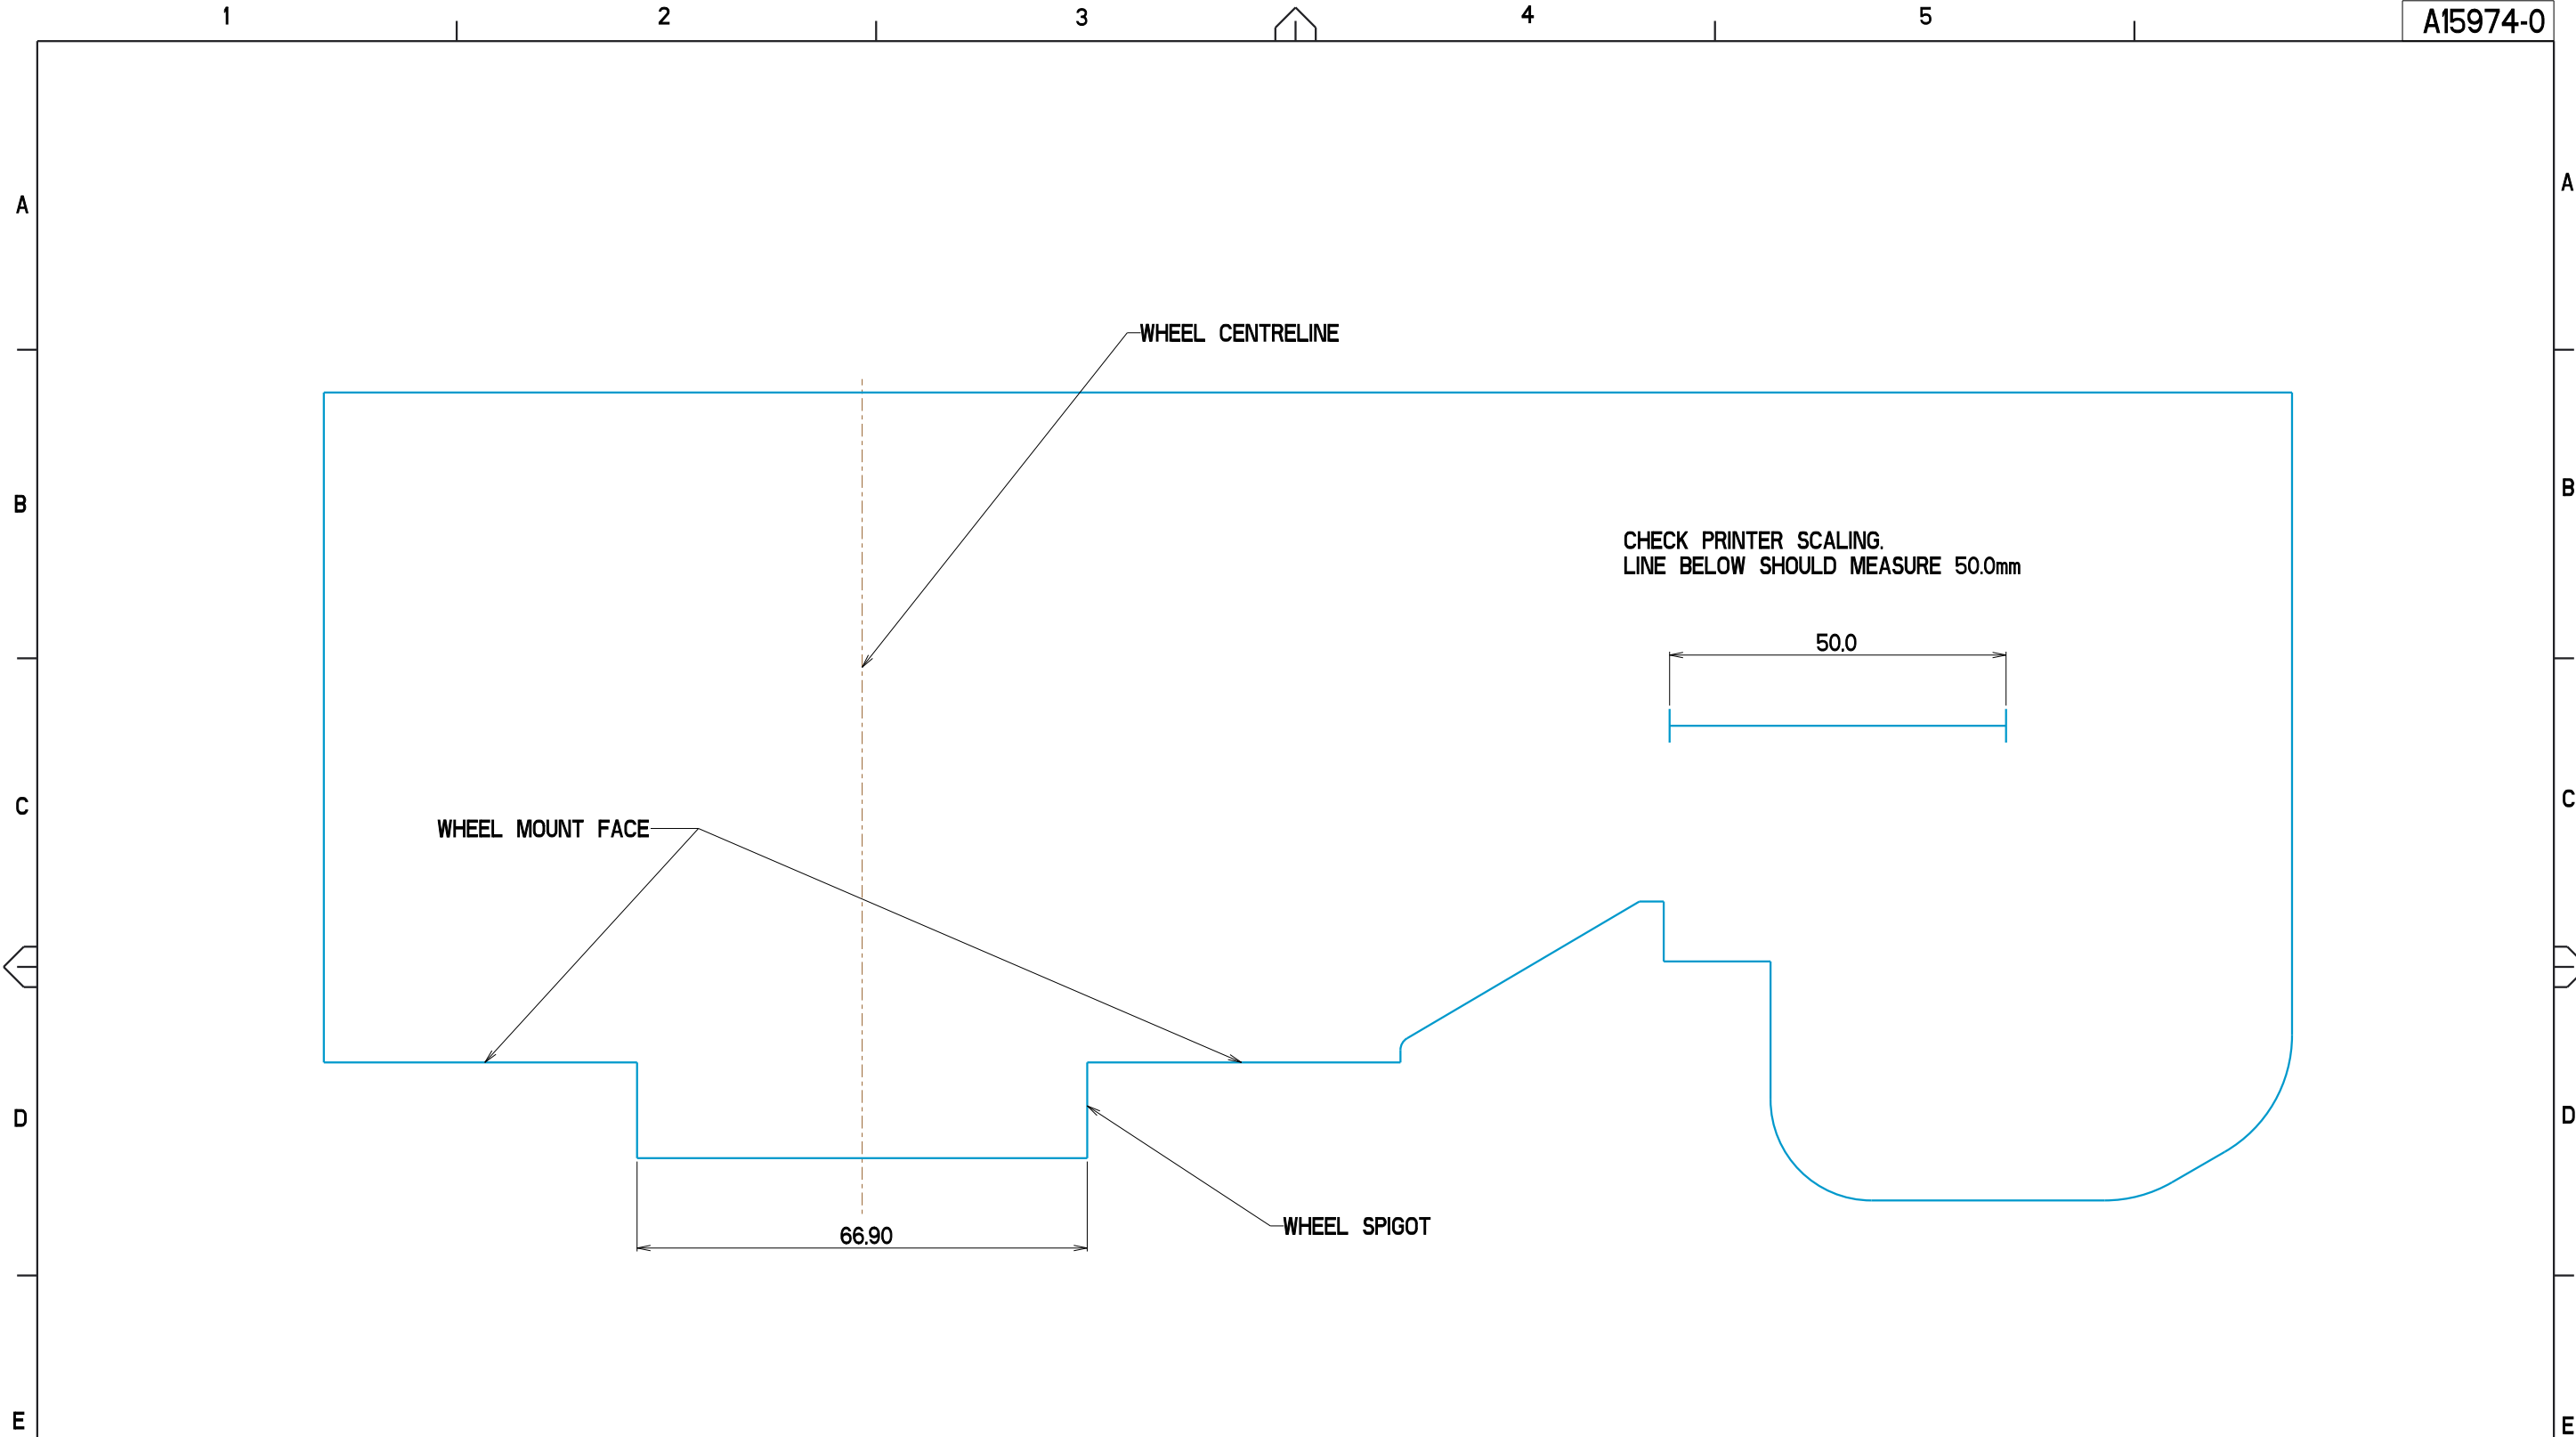 1 2 3 4 5 A15974-0
A A
WHEEL CENTRELINE
B B
CHECK PRINTER SCALING.
LINE BELOW SHOULD MEASURE 50.0mm
50.0
C C
WHEEL MOUNT FACE
D D
WHEEL SPIGOT
66.90
E E